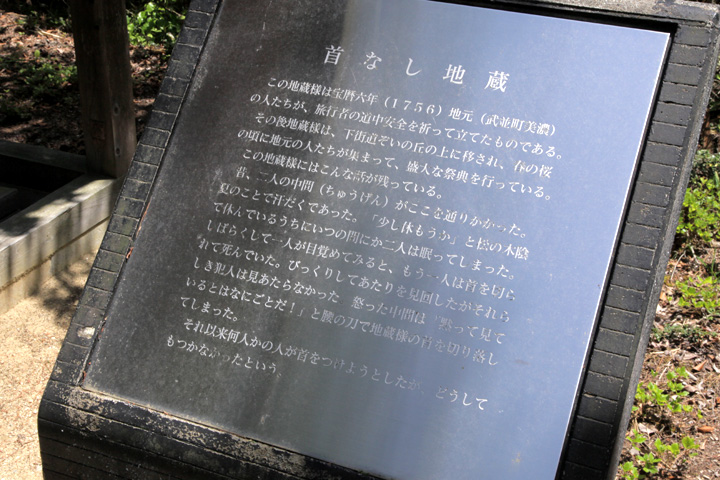 首なし地蔵
この地蔵様は宝暦六年（１７５６）地元（武並町美濃）
の人たちが、旅行者の道中安全を祈って立てたものである。
その後地蔵様は、下街道ぞいの丘の上に移され、春の桜
の頃に地元の人たちが集まって、盛大な祭典を行っている。
この地蔵様にはこんな話が残っている。
昔、二人の中間（ちゅうげん）がここを通りかかった。
夏のことで汗だくであった。「少し休もうか」と松の木陰
で休んでいるうちにいつの間にか二人は眠ってしまった。
しばらくして一人が目覚めてみると、もう一人は首を切ら
れて死んでいた。びっくりしてあたりを見回したがそれら
しき犯人は見あたらなかった 怒った中間は「黙って見て
いるとはなにごとだ！」と腰の刀で地蔵様の首を切り落し
てしまった。
それ以来何人かの人が首をつけようとしたが、どうして
もつかなかったという。